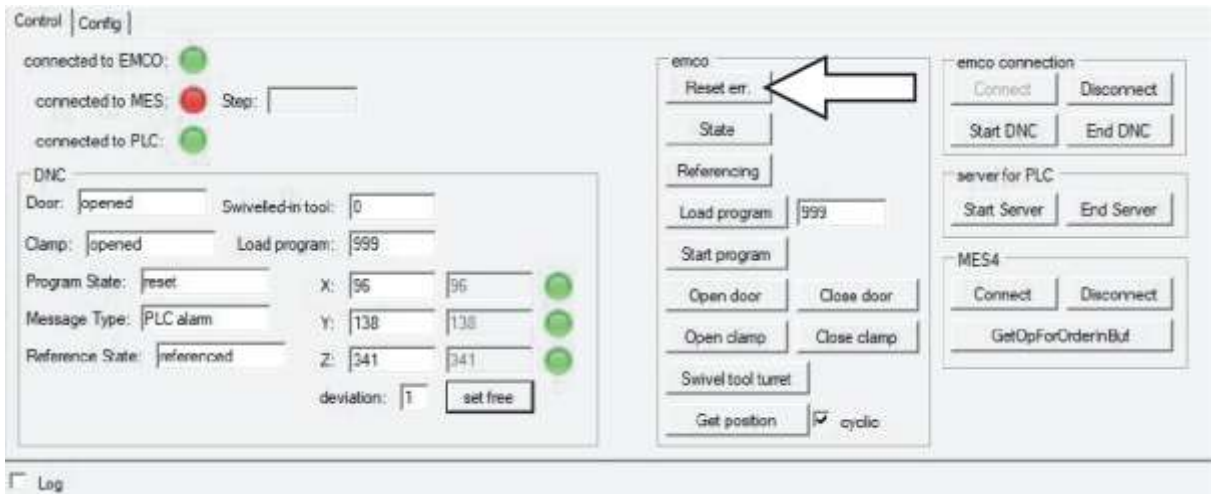 Control Config
connected to EMCO:
connected to MES: Step:
connected to PLC:
DNC
Door: opened Swivelled-in tool: 0
Clamp: opened Load program: 999
Program State: reset X: 96 96
Message Type: PLC alarm Y: 138 138
Reference State: referenced Z: 341 341
deviation: 1 set free
emco
Reset err.
State
Referencing
Load program 999
Start program
Open door Close door
Open clamp Close clamp
Swivel tool turret
Get position cyclic
emco connection
Connect Disconnect
Start DNC End DNC
server for PLC
Start Server End Server
MES4
Connect Disconnect
GetOpForOrderInBuf
Log